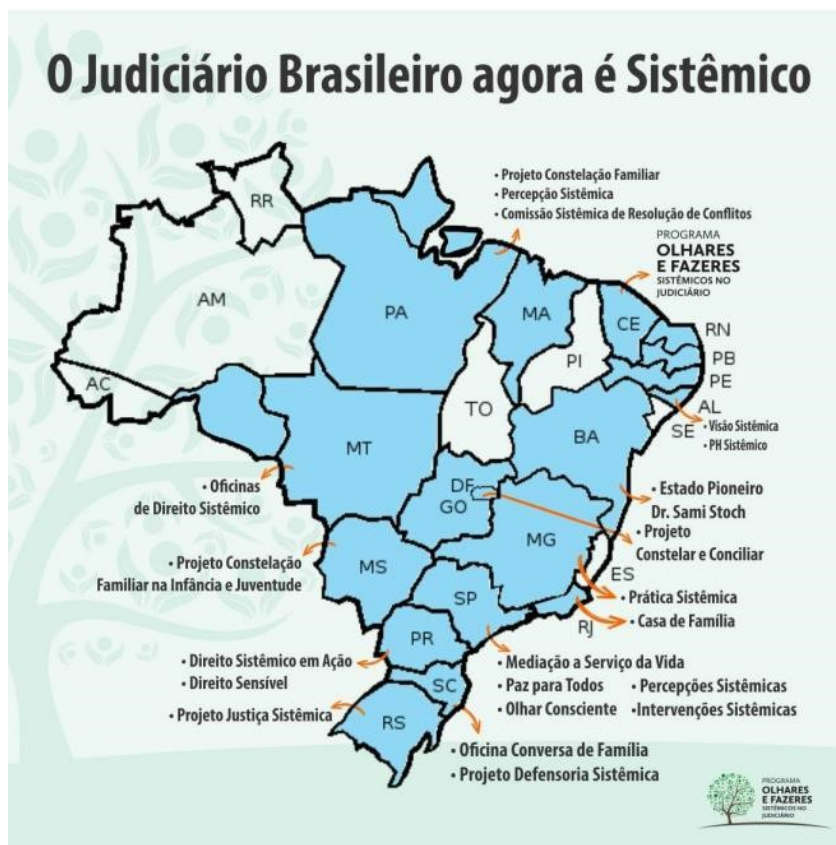 O Judiciário Brasileiro agora é Sistêmico
• Projeto Constelação Familiar
• Percepção Sistêmica
• Comissão Sistêmica de Resolução de Conflitos
PROGRAMA
OLHARES
E FAZERES
SISTÊMICOS NO
JUDICIÁRIO
RR
AM
PA
MA
CE
RN
PB
PE
PI
AC
TO
AL
SE
• Visão Sistêmica
• PH Sistêmico
BA
MT
• Oficinas
de Direito Sistêmico
DF
GO
• Estado Pioneiro
Dr. Sami Stoch
• Projeto
Constelar e Conciliar
MG
• Projeto Constelação
Familiar na Infância e Juventude
MS
ES
• Prática Sistêmica
SP
RJ
• Casa de Família
PR
• Direito Sistêmico em Ação
• Direito Sensível
• Mediação a Serviço da Vida
• Paz para Todos
• Percepções Sistêmicas
• Olhar Consciente
•Intervenções Sistêmicas
SC
• Projeto Justiça Sistêmica
RS
• Oficina Conversa de Família
• Projeto Defensoria Sistêmica
PROGRAMA
OLHARES
E FAZERES
SISTÊMICOS NO
JUDICIÁRIO